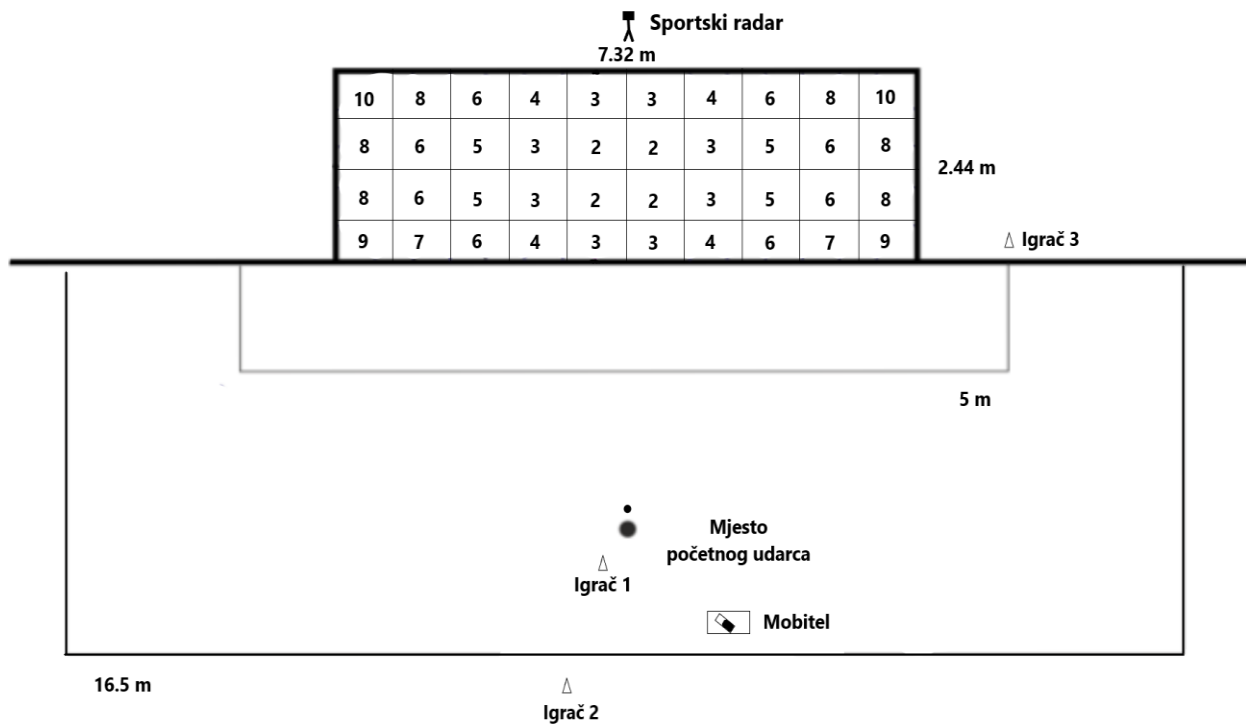 Sportski radar
7.32 m
10 8 6 4 3 3 4 6 8 10
8 6 5 3 2 2 3 5 6 8
2.44 m
8 6 5 3 2 2 3 5 6 8
9 7 6 4 3 3 4 6 7 9
Igrač 3
5 m
Mjesto
početnog udarca
Igrač 1
Mobitel
16.5 m
Igrač 2